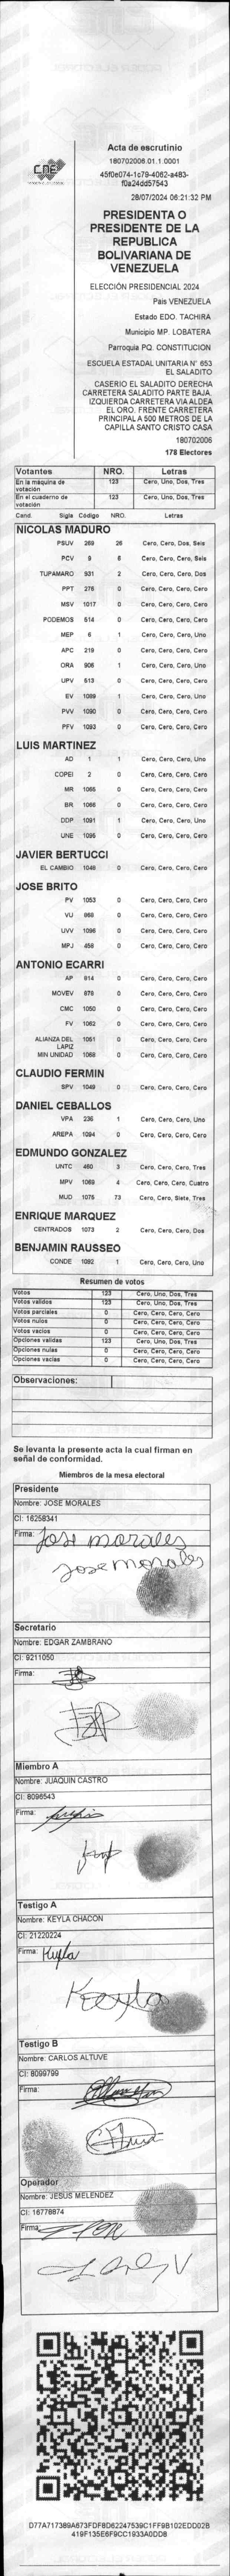 CNE
Acta de escrutinio
180702006.01.1.0001
45f0e074-1c79-4062-a483-
f0a24dd57543
28/07/2024 06:21:32 PM
PRESIDENTA O
PRESIDENTE DE LA
REPUBLICA
BOLIVARIANA DE
VENEZUELA
ELECCIÓN PRESIDENCIAL 2024
Pais VENEZUELA
Estado EDO. TACHIRA
Municipio MP. LOBATERA
Parroquia PQ. CONSTITUCION
ESCUELA ESTADAL UNITARIA N° 653
EL SALADITO
CASERIO EL SALADITO DERECHA
CARRETERA SALADITO PARTE BAJA.
IZQUIERDA CARRETERA VIA ALDEA
EL ORO. FRENTE CARRETERA
PRINCIPAL A 500 METROS DE LA
CAPILLA SANTO CRISTO CASA
180702006
178 Electores
Votantes NRO. Letras
En la máquina de votación 123 Cero, Uno, Dos, Tres
En el cuaderno de votación 123 Cero, Uno, Dos, Tres
Cand. Sigla Código NRO. Letras
NICOLAS MADURO
PSUV 269 26 Cero, Cero, Dos, Seis
PCV 9 6 Cero, Cero, Cero, Seis
TUPAMARO 931 2 Cero, Cero, Cero, Dos
PPT 275 0 Cero, Cero, Cero, Cero
MSV 1017 0 Cero, Cero, Cero, Cero
PODEMOS 514 0 Cero, Cero, Cero, Cero
MEP 6 1 Cero, Cero, Cero, Uno
APC 219 0 Cero, Cero, Cero, Cero
ORA 906 1 Cero, Cero, Cero, Uno
UPV 513 0 Cero, Cero, Cero, Cero
EV 1089 1 Cero, Cero, Cero, Uno
PVV 1090 0 Cero, Cero, Cero, Cero
PFV 1093 0 Cero, Cero, Cero, Cero
LUIS MARTINEZ
AD 1 1 Cero, Cero, Cero, Uno
COPEI 2 0 Cero, Cero, Cero, Cero
MR 1065 0 Cero, Cero, Cero, Cero
BR 1066 0 Cero, Cero, Cero, Cero
DDP 1091 1 Cero, Cero, Cero, Uno
UNE 1095 0 Cero, Cero, Cero, Cero
JAVIER BERTUCCI
EL CAMBIO 1046 0 Cero, Cero, Cero, Cero
JOSE BRITO
PV 1053 0 Cero, Cero, Cero, Cero
VU 969 0 Cero, Cero, Cero, Cero
UVV 1096 0 Cero, Cero, Cero, Cero
MPJ 458 0 Cero, Cero, Cero, Cero
ANTONIO ECARRI
AP 914 0 Cero, Cero, Cero, Cero
MOVEV 979 0 Cero, Cero, Cero, Cero
CMC 1050 0 Cero, Cero, Cero, Cero
FV 1062 0 Cero, Cero, Cero, Cero
ALIANZA DEL LAPIZ 1051 0 Cero, Cero, Cero, Cero
MIN UNIDAD 1068 0 Cero, Cero, Cero, Cero
CLAUDIO FERMIN
SPV 1049 0 Cero, Cero, Cero, Cero
DANIEL CEBALLOS
VPA 236 1 Cero, Cero, Cero, Uno
AREPA 1094 0 Cero, Cero, Cero, Cero
EDMUNDO GONZALEZ
UNTC 460 3 Cero, Cero, Cero, Tres
MPV 1069 4 Cero, Cero, Cero, Cuatro
MUD 1075 73 Cero, Cero, Siete, Tres
ENRIQUE MARQUEZ
CENTRADOS 1073 2 Cero, Cero, Cero, Dos
BENJAMIN RAUSSEO
CONDE 1092 1 Cero, Cero, Cero, Uno
Resumen de votos
Votos 123 Cero, Uno, Dos, Tres
Votos validos 123 Cero, Uno, Dos, Tres
Votos parciales 0 Cero, Cero, Cero, Cero
Votos nulos 0 Cero, Cero, Cero, Cero
Votos vacios 0 Cero, Cero, Cero, Cero
Opciones validas 123 Cero, Uno, Dos, Tres
Opciones nulas 0 Cero, Cero, Cero, Cero
Opciones vacias 0 Cero, Cero, Cero, Cero
Observaciones:
Se levanta la presente acta la cual firman en
señal de conformidad.
Miembros de la mesa electoral
Presidente
Nombre: JOSE MORALES
CI: 16258341
Firma: Jose morales
Jose morales
Secretario
Nombre: EDGAR ZAMBRANO
CI: 9211050
Firma:
Miembro A
Nombre: JUAQUIN CASTRO
CI: 8096543
Firma:
Testigo A
Nombre: KEYLA CHACON
CI: 21220224
Firma: Keyla
Keyla
Testigo B
Nombre: CARLOS ALTUVE
CI: 8099799
Firma:
Operador
Nombre: JESUS MELENDEZ
CI: 16778874
Firma:
D77A717389A673FDF8D62247539C1FF9B102EDD02B
419F135E6F9CC1933A0DD8